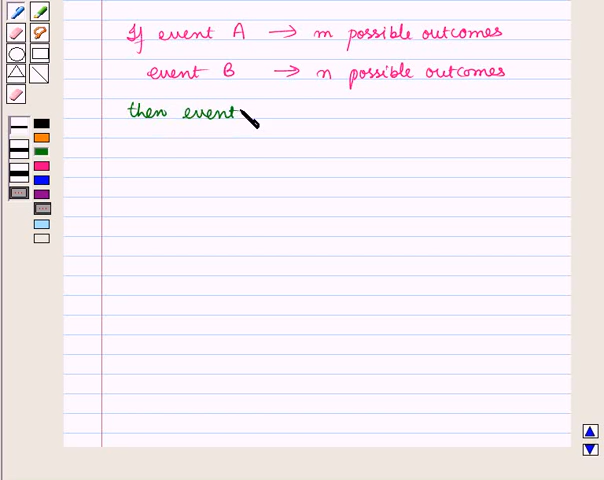 If event A → m possible outcomes
event B → n possible outcomes
then event